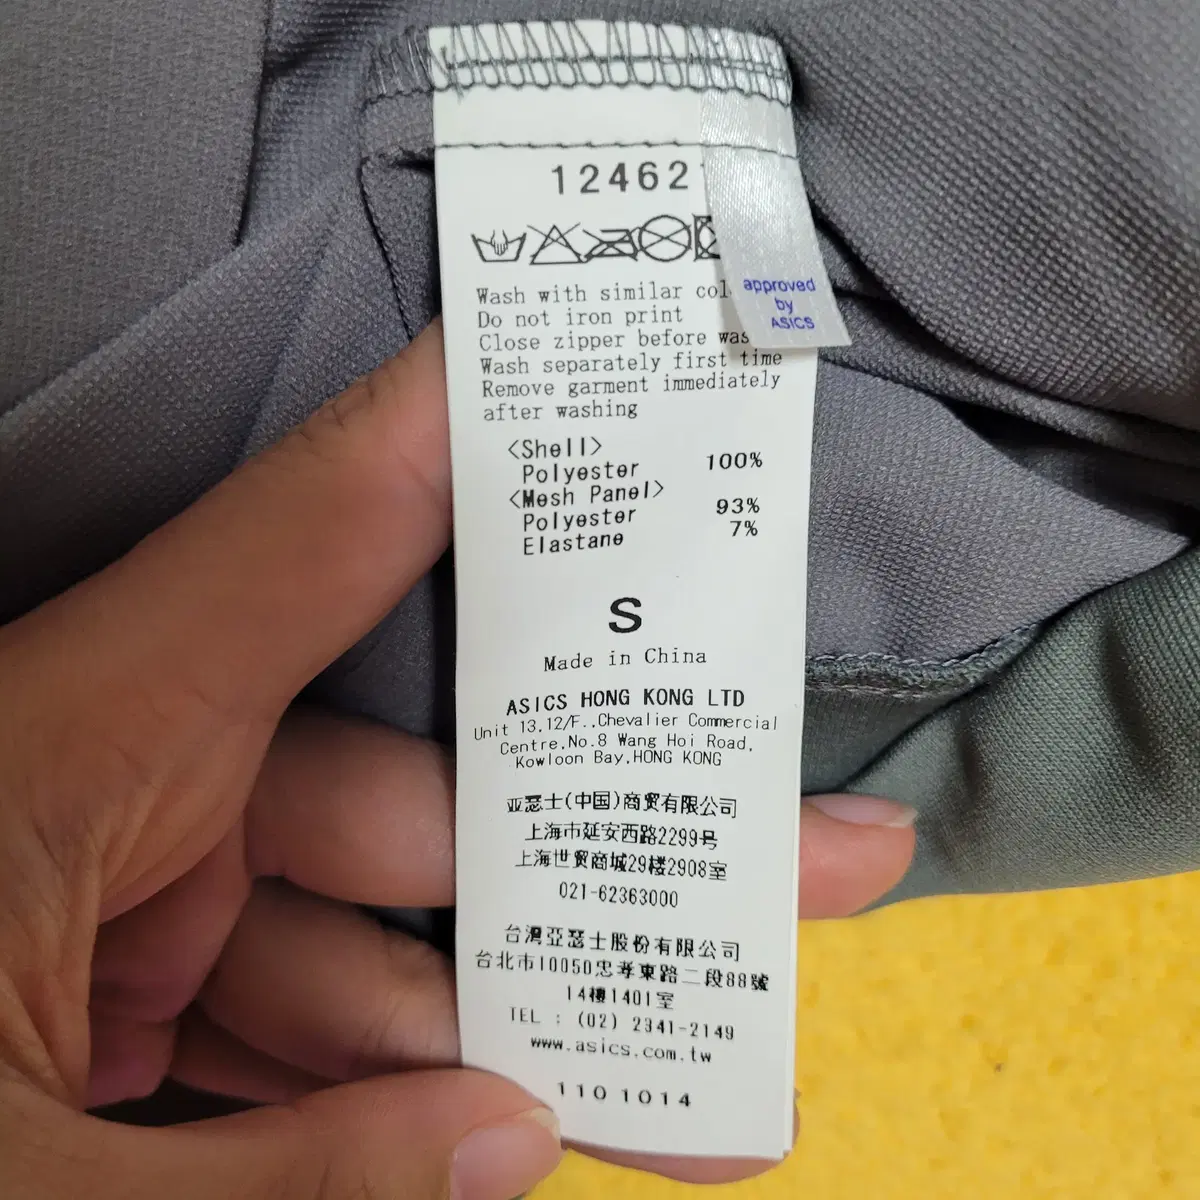 12462
Wash with similar col
Do not iron print
Close zipper before was
Wash separately first time
Remove garment immediately
after washing
approved
by
ASICS
<Shell>
Polyester 100%
<Mesh Panel>
Polyester 93%
Elastane 7%
S
Made in China
ASICS HONG KONG LTD
Unit 13,12/F.,Chevalier Commercial
Centre,No.8 Wang Hoi Road,
Kowloon Bay,HONG KONG
亚瑟士(中国)商贸有限公司
上海市延安西路2299号
上海世贸商城29楼2908室
021-62363000
台灣亞瑟士股份有限公司
台北市10050忠孝東路二段88號
14樓1401室
TEL : (02) 2341-2149
www.asics.com.tw
110 1014